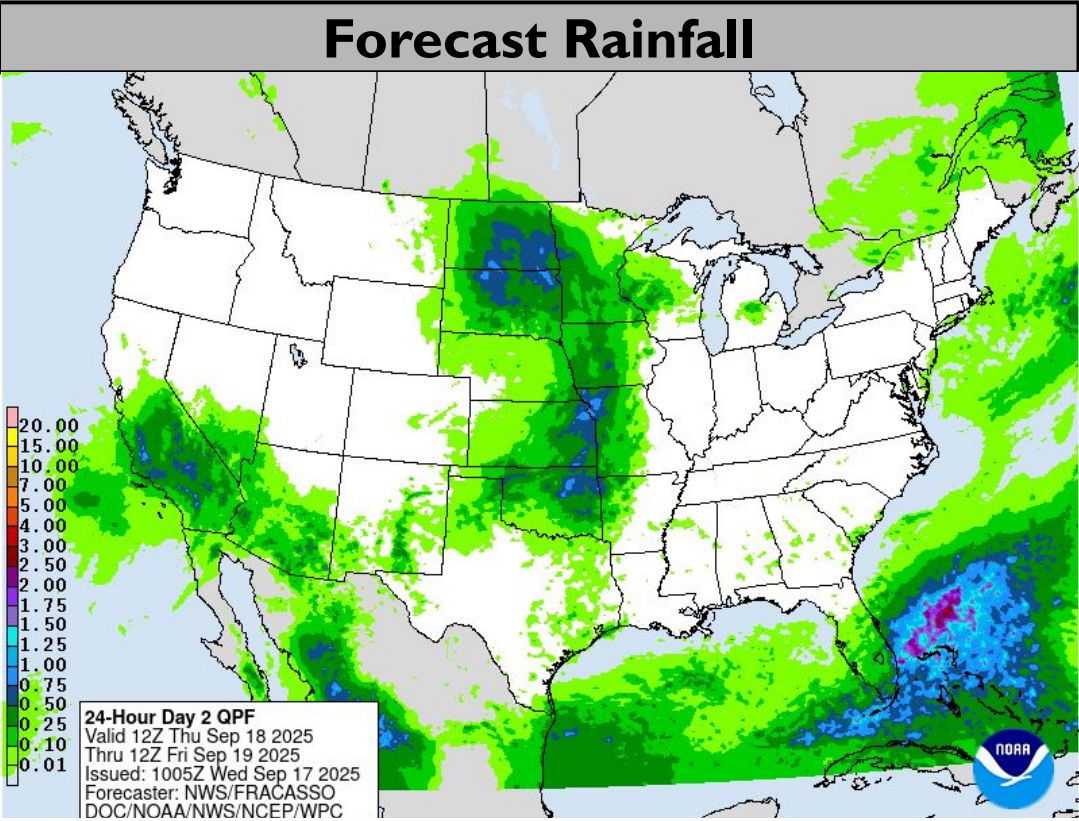 Forecast Rainfall
20.00
15.00
10.00
7.00
5.00
4.00
3.00
2.50
2.00
1.75
1.50
1.25
1.00
0.75
0.50
0.25
0.10
0.01
24-Hour Day 2 QPF
Valid 12Z Thu Sep 18 2025
Thru 12Z Fri Sep 19 2025
Issued: 1005Z Wed Sep 17 2025
Forecaster: NWS/FRACASSO
DOC/NOAA/NWS/NCEP/WPC
NOAA